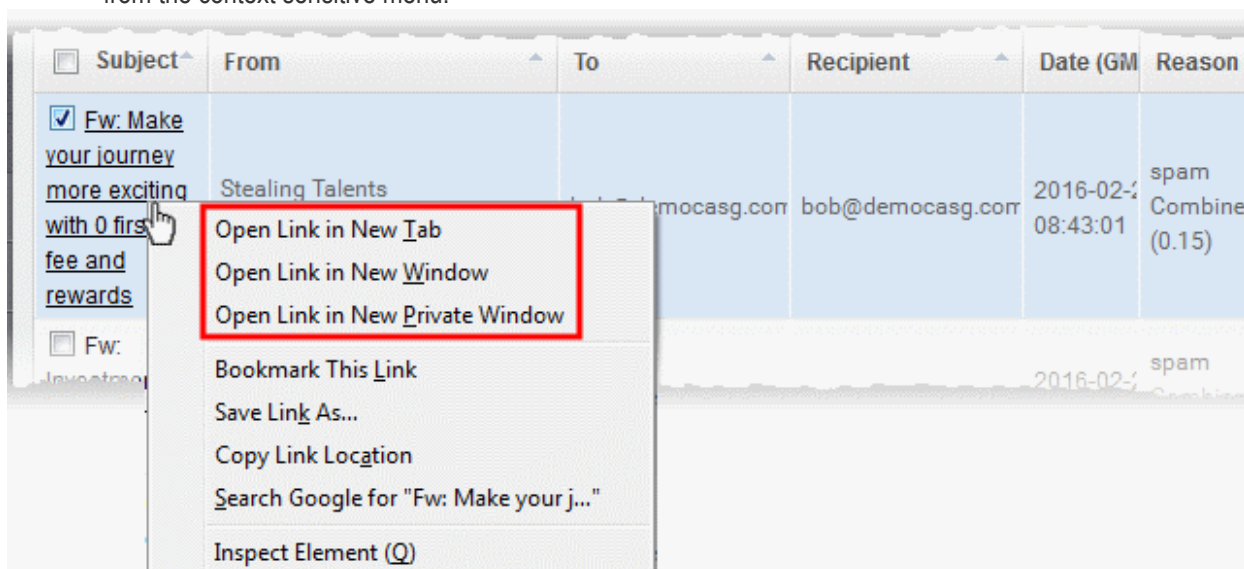 from the context sensitive menu.
Subject From To Recipient Date (GM Reason
Fw: Make
your journey
more exciting
with 0 firs
fee and
rewards
Stealing Talents
mocasg.com bob@democasg.com
2016-02-2
08:43:01
spam
Combine
(0.15)
Open Link in New Tab
Open Link in New Window
Open Link in New Private Window
Bookmark This Link
Save Link As...
Copy Link Location
Search Google for "Fw: Make your j..."
Inspect Element (Q)
Fw:
2016-02-2
spam